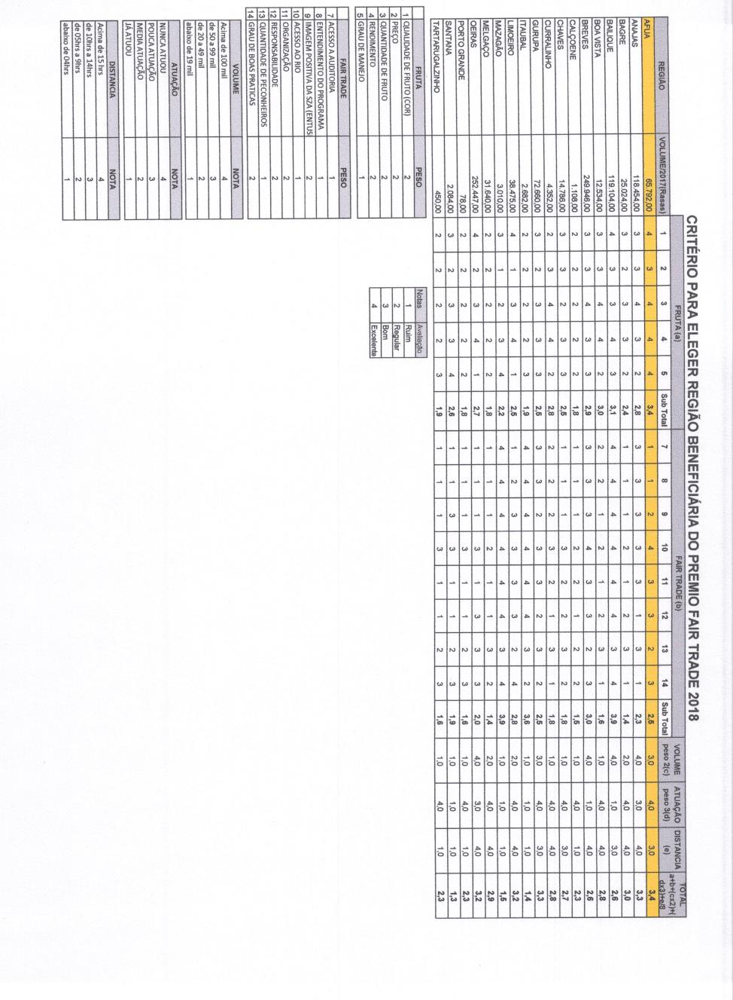 CRITÉRIO PARA ELEGER REGIÃO BENEFICIÁRIA DO PREMIO FAIR TRADE 2018
REGIÃO VOLUME/2017(Rasas) FRUTA (a) FAIR TRADE (b) VOLUME peso 2(c) ATUAÇÃO peso 3(d) DISTANCIA (e) TOTAL a+b+(cx2)+( dx3)+e/8
1 2 3 4 5 Sub Total 7 8 9 10 11 12 13 14 Sub Total
AFUA 65.792,00 4 3 4 4 4 3,4 1 1 2 4 3 3 2 3 2,5 3,0 4,0 3,0 3,4
ANAJAS 118.454,00 3 3 4 3 2 2,8 3 3 3 3 3 1 3 1 2,3 4,0 3,0 4,0 3,3
BAGRE 25.024,00 3 2 3 3 2 2,4 1 1 1 2 1 2 3 1 1,4 2,0 4,0 4,0 3,0
BAILIQUE 119.104,00 4 3 3 4 3 3,1 4 4 4 4 4 4 3 4 3,9 4,0 1,0 3,0 2,6
BOA VISTA 12.534,00 3 3 4 4 2 3,0 2 2 1 2 1 2 3 1 1,6 1,0 4,0 4,0 2,8
BREVES 249.946,00 3 3 4 3 3 2,9 3 3 3 4 3 3 2 3 3,0 4,0 1,0 4,0 2,6
CALÇOENE 1.108,00 2 2 2 2 2 1,8 1 1 1 2 2 1 2 2 1,5 1,0 4,0 1,0 2,3
CHAVES 14.786,00 3 3 2 3 3 2,5 1 1 1 3 2 2 3 2 1,8 1,0 4,0 3,0 2,7
CURRALINHO 4.352,00 2 3 4 3 2 2,8 2 2 2 3 2 1 3 1 1,8 1,0 4,0 4,0 2,8
GURUPA 72.660,00 3 2 3 3 3 2,5 3 3 2 3 3 2 3 2 2,5 3,0 4,0 3,0 3,3
ITAUBAL 2.682,00 2 2 3 2 3 1,9 4 4 4 4 4 4 3 2 3,6 1,0 1,0 1,0 1,4
LIMOEIRO 38.475,00 4 1 3 4 1 2,5 1 2 3 3 3 3 2 4 2,8 2,0 4,0 4,0 3,2
MAZAGÃO 3.010,00 3 1 2 3 4 2,2 4 4 4 4 4 4 3 4 3,9 1,0 1,0 1,0 1,5
MELGAÇO 31.640,00 2 2 2 2 2 1,8 1 1 1 2 1 1 3 2 1,4 2,0 4,0 4,0 2,9
OEIRAS 252.447,00 4 2 3 4 1 2,7 1 1 1 3 1 3 3 3 2,0 4,0 3,0 4,0 3,2
PORTO GRANDE 78,00 2 2 2 2 2 1,8 1 1 1 3 1 1 2 3 1,6 1,0 4,0 1,0 2,3
SANTANA 2.084,00 3 2 3 3 4 2,6 1 1 3 3 1 1 2 3 1,9 1,0 1,0 1,0 1,3
TARTARUGALZINHO 450,00 2 2 2 2 3 1,9 1 1 1 3 1 1 2 3 1,6 1,0 4,0 1,0 2,3
FRUTA PESO
1 QUALIDADE DE FRUTO (COR) 2
2 PREÇO 2
3 QUANTIDADE DE FRUTO 2
4 RENDIMENTO 2
5 GRAU DE MANEJO 1
Notas Avaliação
1 Ruim
2 Regular
3 Bom
4 Excelente
FAIR TRADE PESO
7 ACESSO A AUDITORIA 1
8 ENTENDIMENTO DO PROGRAMA 1
9 IMAGEM POSITIVA DA SZA (ENTUS 2
10 ACESSO AO RIO 1
11 ORGANIZAÇÃO 2
12 RESPONSABILIDADE 2
13 QUANTIDADE DE PECONHEIROS 1
14 GRAU DE BOAS PRATICAS 2
VOLUME NOTA
Acima de 100 mil 4
de 50 a 99 mil 3
de 20 a 49 mil 2
abaixo de 19 mil 1
ATUAÇÃO NOTA
NUNCA ATUOU 4
POUCA ATUAÇÃO 3
MEDIA ATUAÇÃO 2
JÁ ATUOU 1
DISTANCIA NOTA
Acima de 15 hrs 4
de 10hrs a 14hrs 3
de 05hrs a 9hrs 2
abaixo de 04hrs 1